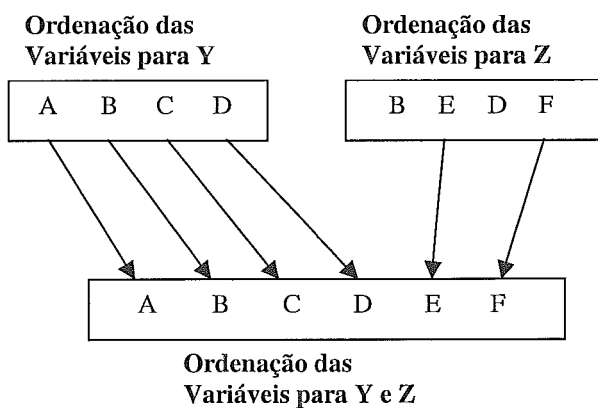 Ordenação das
Variáveis para Y
A B C D
Ordenação das
Variáveis para Z
B E D F
A B C D E F
Ordenação das
Variáveis para Y e Z